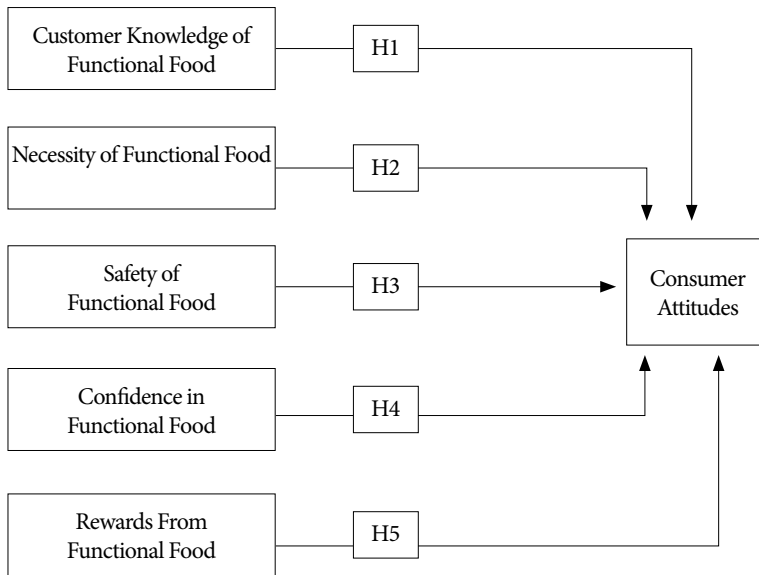 Customer Knowledge of
Functional Food
H1
Necessity of Functional Food
H2
Safety of
Functional Food
H3
Consumer
Attitudes
Confidence in
Functional Food
H4
Rewards From
Functional Food
H5